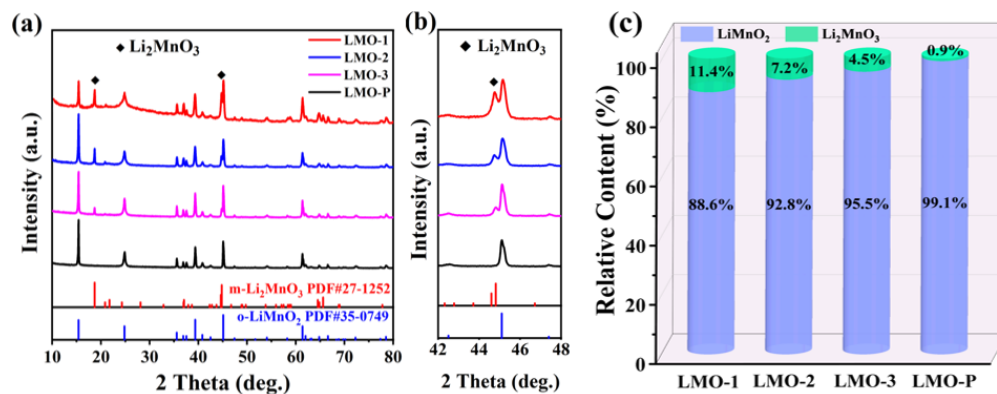 (a)
◆ Li₂MnO₃
LMO-1
LMO-2
LMO-3
LMO-P
Intensity (a.u.)
m-Li₂MnO₃ PDF#27-1252
o-LiMnO₂ PDF#35-0749
10 20 30 40 50 60 70 80
2 Theta (deg.)
(b)
◆ Li₂MnO₃
Intensity (a.u.)
42 44 46 48
2 Theta (deg.)
(c)
LiMnO₂ Li₂MnO₃
Relative Content (%)
100
80
60
40
20
0
11.4% 7.2% 4.5% 0.9%
88.6% 92.8% 95.5% 99.1%
LMO-1 LMO-2 LMO-3 LMO-P